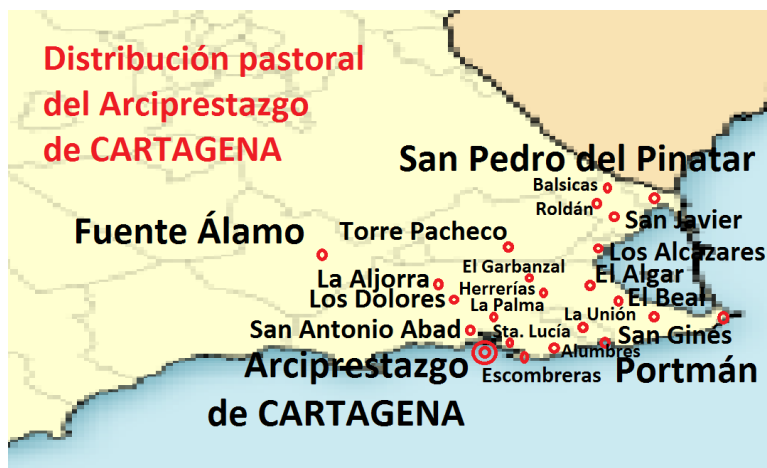 Distribución pastoral
del Arciprestazgo
de CARTAGENA
San Pedro del Pinatar
Balsicas
Roldán
San Javier
Fuente Álamo
Torre Pacheco
Los Alcázares
El Garbanzal
El Algar
La Aljorra
Herrerías
Los Dolores
El Beal
La Palma
La Unión
San Antonio Abad
Sta. Lucía
San Ginés
Alumbres
Arciprestazgo
de CARTAGENA
Escombreras
Portmán